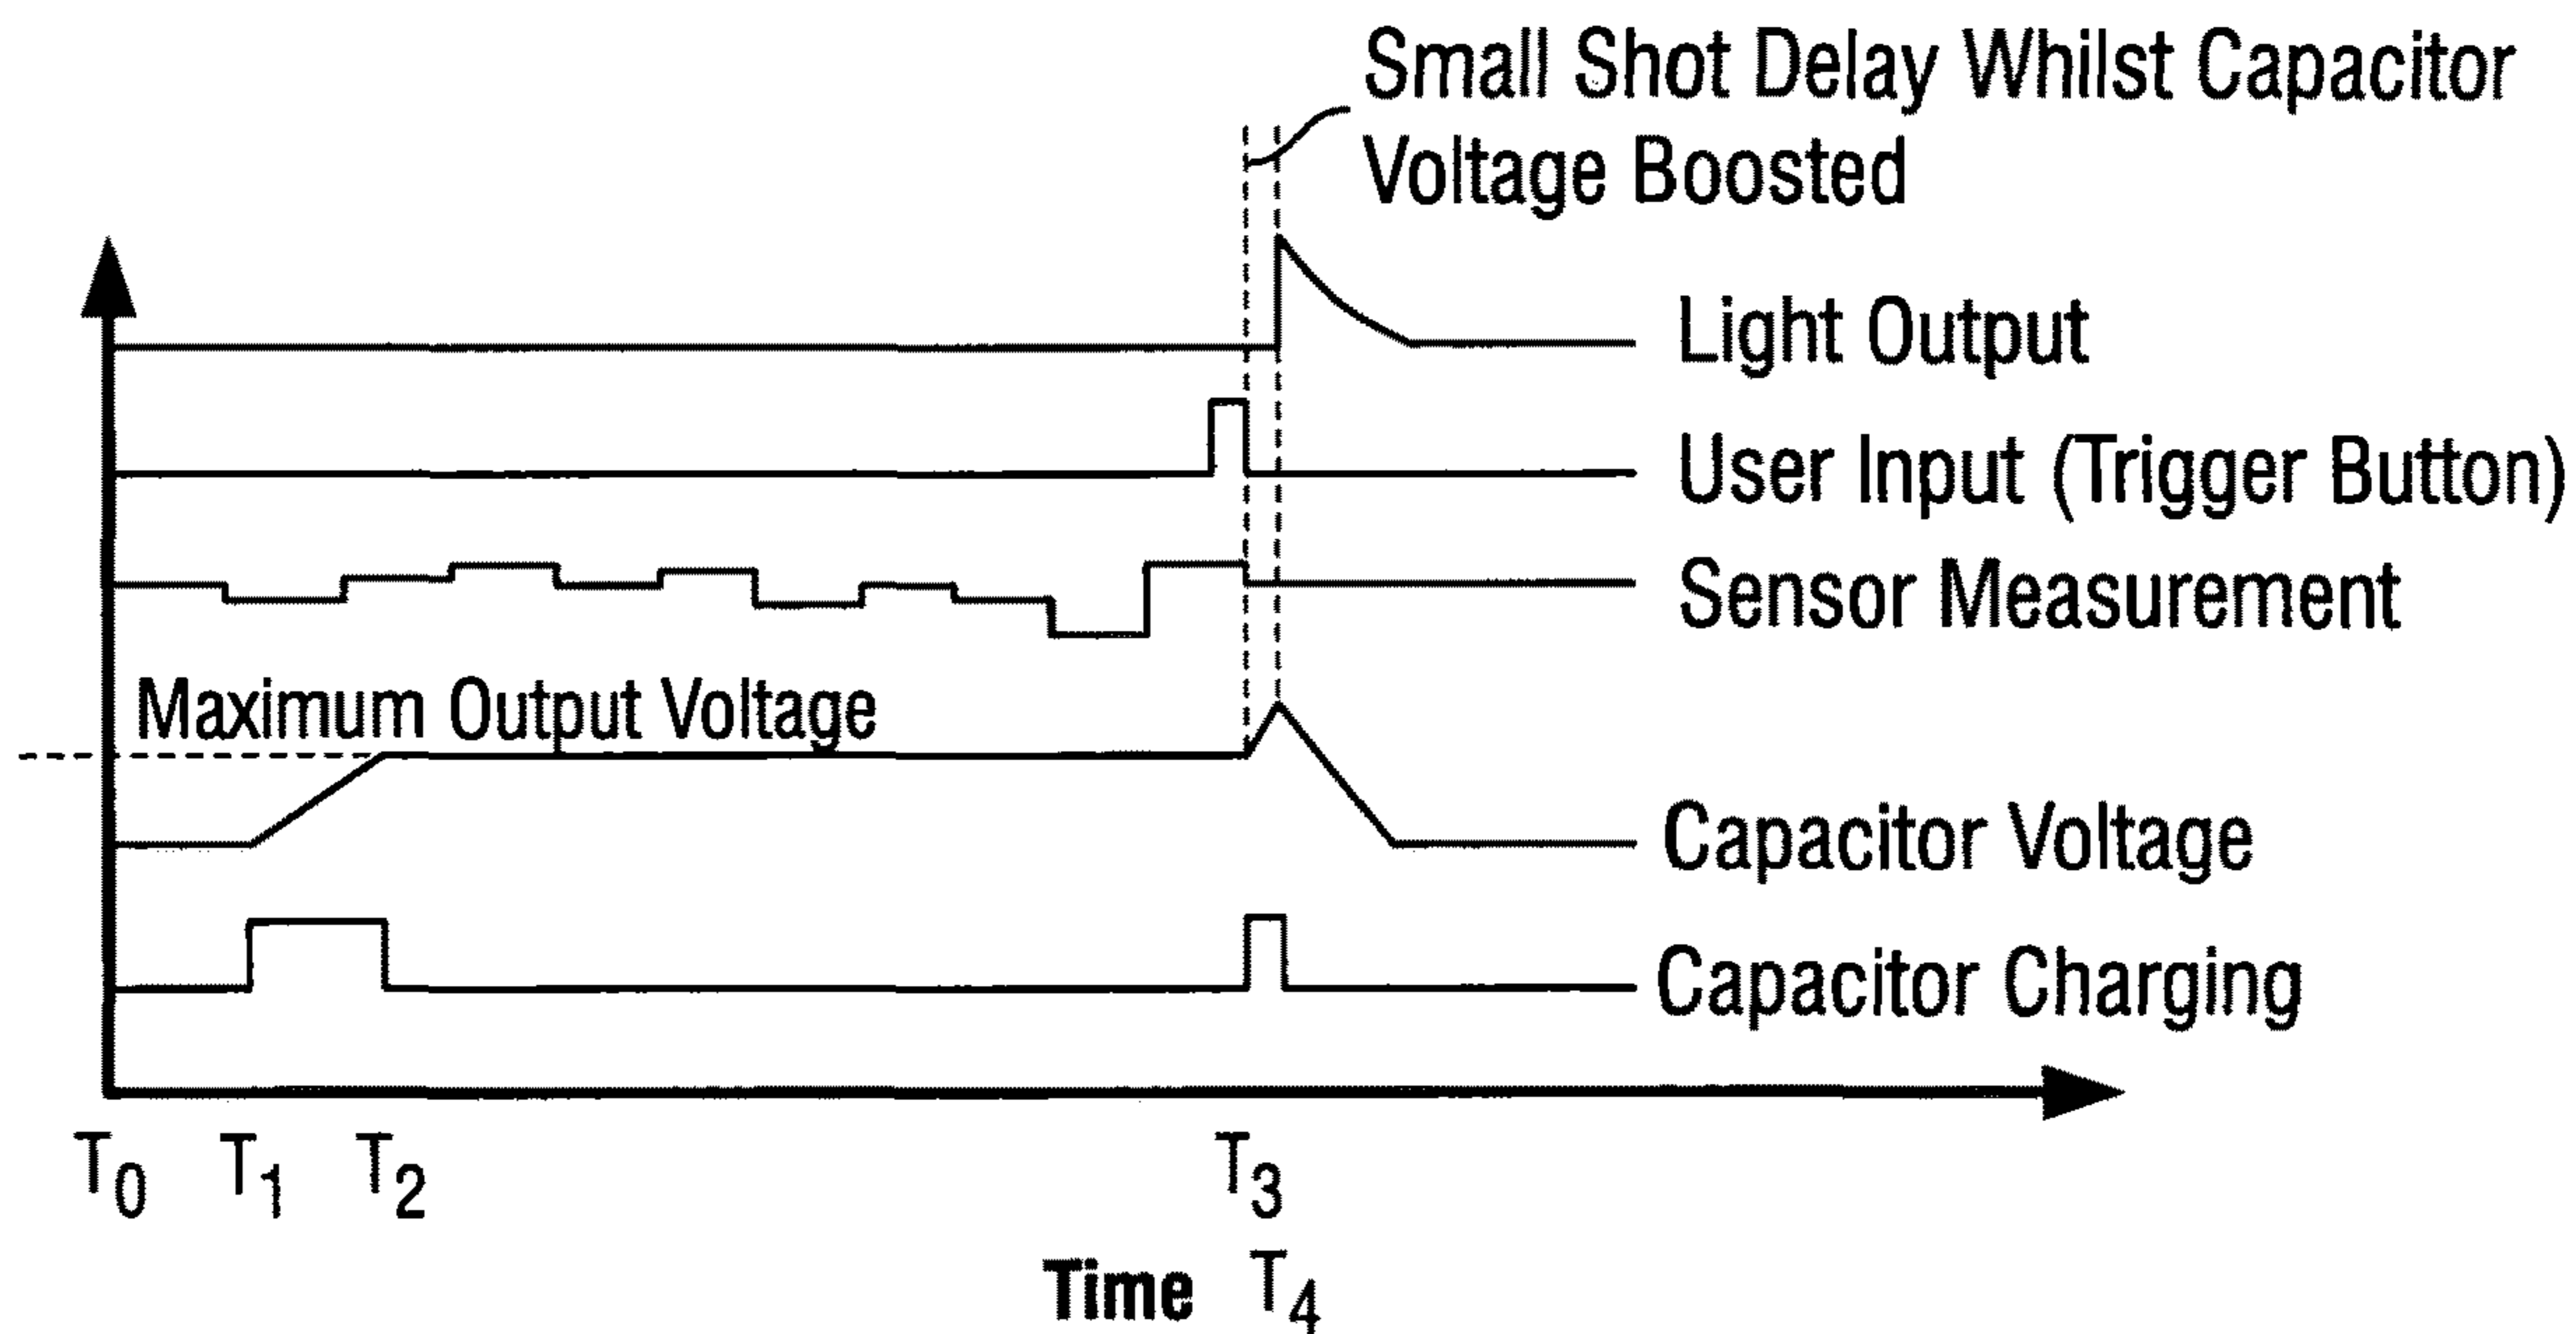 Small Shot Delay Whilst Capacitor
Voltage Boosted
Light Output
User Input (Trigger Button)
Sensor Measurement
Maximum Output Voltage
Capacitor Voltage
Capacitor Charging
T0 T1 T2 T3
Time T4